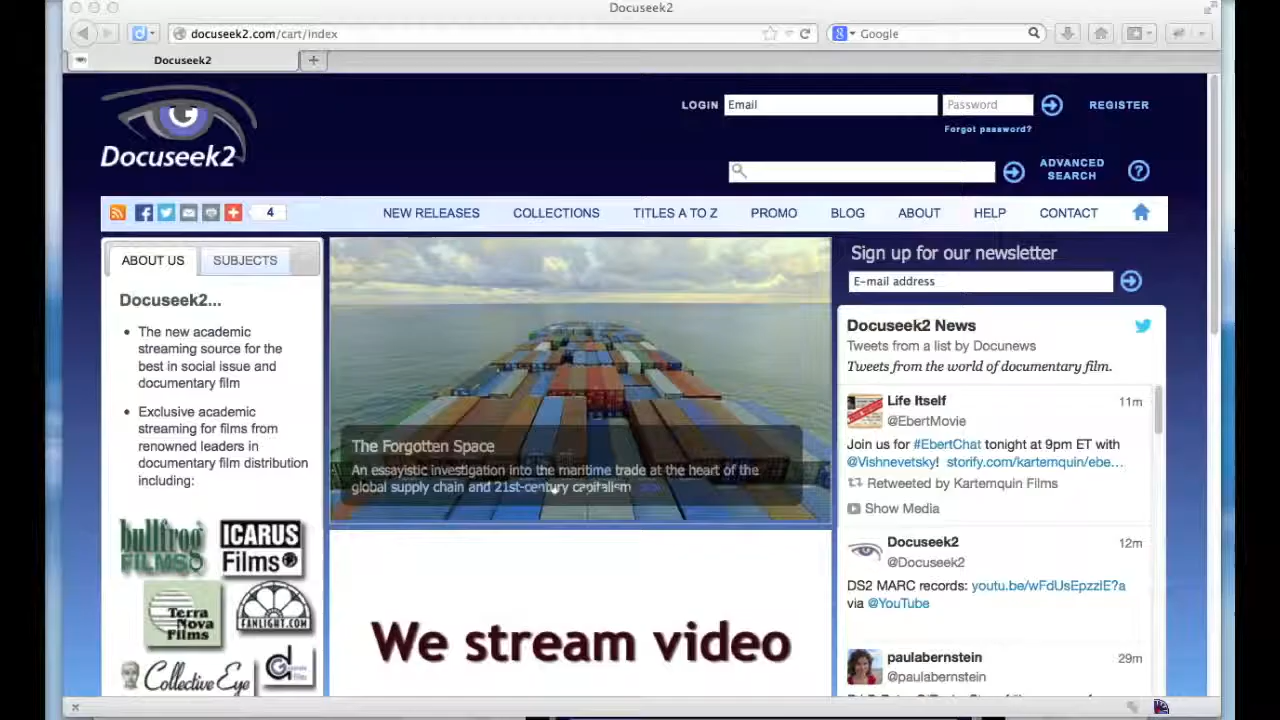 Docuseek2
docuseek2.com/cart/index
Google
Docuseek2
LOGIN Email Password REGISTER
Forgot password?
Docuseek2
ADVANCED
SEARCH
?
4
NEW RELEASES COLLECTIONS TITLES A TO Z PROMO BLOG ABOUT HELP CONTACT
ABOUT US SUBJECTS
Docuseek2...
• The new academic
streaming source for the
best in social issue and
documentary film
• Exclusive academic
streaming for films from
renowned leaders in
documentary film distribution
including:
bullfrog
FILMS
ICARUS
Films
Terra
Nova
Films
FANLIGHT.COM
Collective Eye
The Forgotten Space
An essayistic investigation into the maritime trade at the heart of the
global supply chain and 21st-century capitalism >>>
We stream video
Sign up for our newsletter
E-mail address
Docuseek2 News
Tweets from a list by Docunews
Tweets from the world of documentary film.
Life Itself 11m
@EbertMovie
Join us for #EbertChat tonight at 9pm ET with
@Vishnevetsky! storify.com/kartemquin/ebe...
Retweeted by Kartemquin Films
Show Media
Docuseek2 12m
@Docuseek2
DS2 MARC records: youtu.be/wFdUsEpzzIE?a
via @YouTube
paulabernstein 29m
@paulabernstein